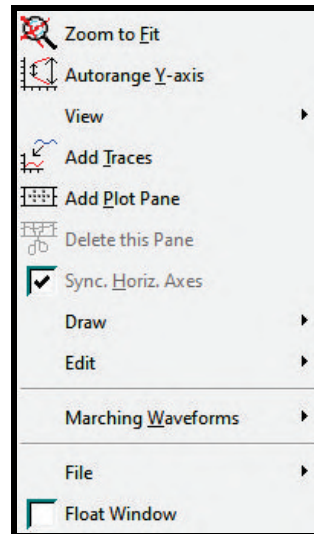 Zoom to Fit
Autorange Y-axis
View
Add Traces
Add Plot Pane
Delete this Pane
Sync. Horiz. Axes
Draw
Edit
Marching Waveforms
File
Float Window